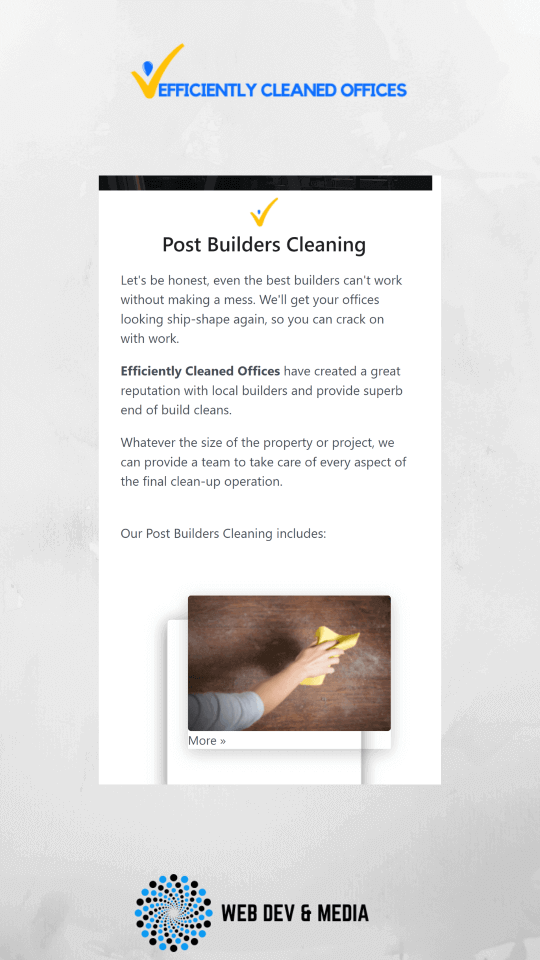 EFFICIENTLY CLEANED OFFICES
Post Builders Cleaning
Let's be honest, even the best builders can't work
without making a mess. We'll get your offices
looking ship-shape again, so you can crack on
with work.
Efficiently Cleaned Offices have created a great
reputation with local builders and provide superb
end of build cleans.
Whatever the size of the property or project, we
can provide a team to take care of every aspect of
the final clean-up operation.
Our Post Builders Cleaning includes:
More »
WEB DEV & MEDIA